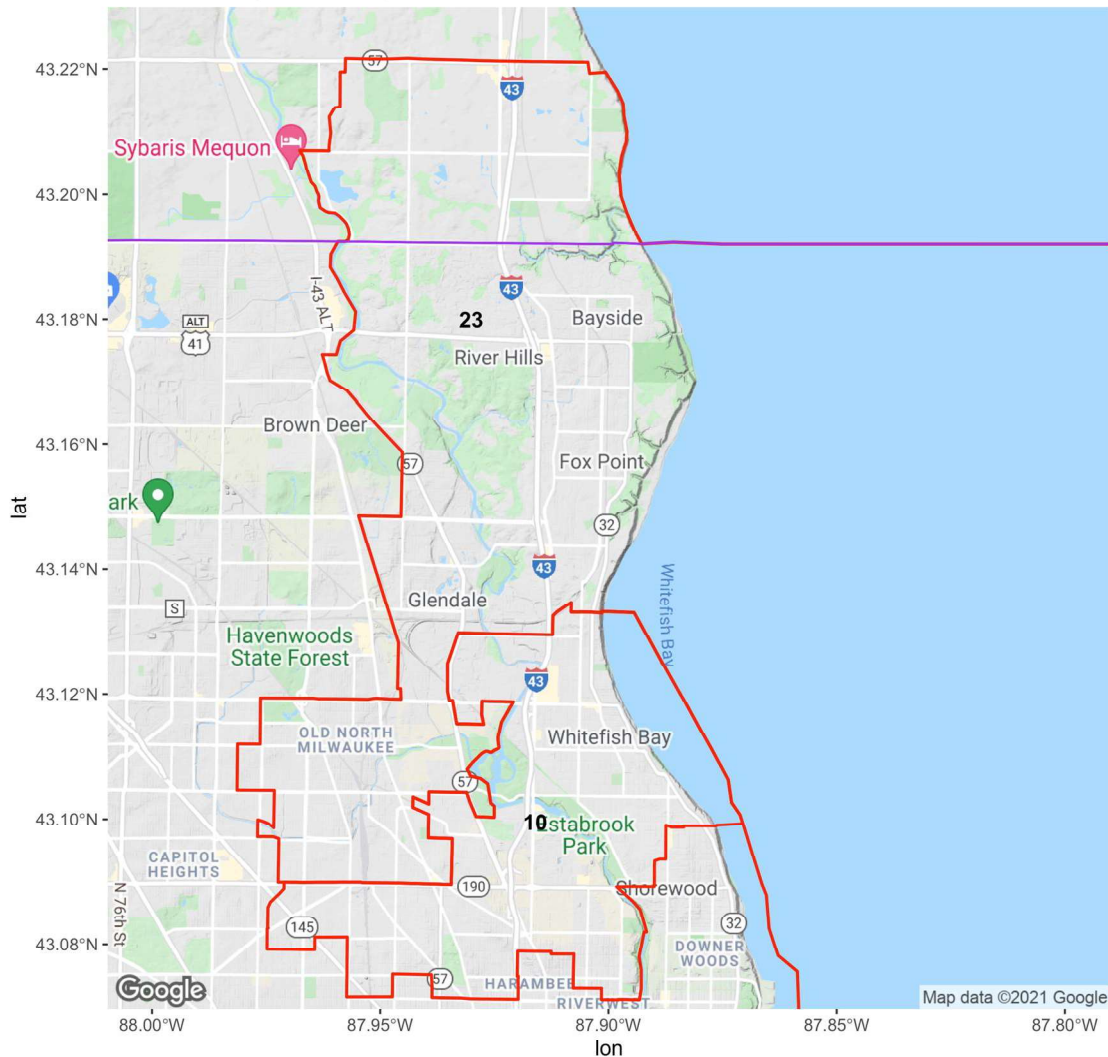 43.22°N
57
43
Sybaris Mequon
43.20°N
43
43.18°N
ALT
41
I-43 ALT
23
Bayside
River Hills
Brown Deer
43.16°N
57
Fox Point
ark
32
lat
43.14°N
43
Whitefish Bay
S
Glendale
Havenwoods
State Forest
43.12°N
43
OLD NORTH
MILWAUKEE
Whitefish Bay
57
43.10°N
10
Estabrook
Park
CAPITOL
HEIGHTS
N 76th St
190
Shorewood
145
32
43.08°N
DOWNER
WOODS
57
HARAMBEE
RIVERWEST
Google
Map data ©2021 Google
88.00°W
87.95°W
87.90°W
87.85°W
87.80°W
lon